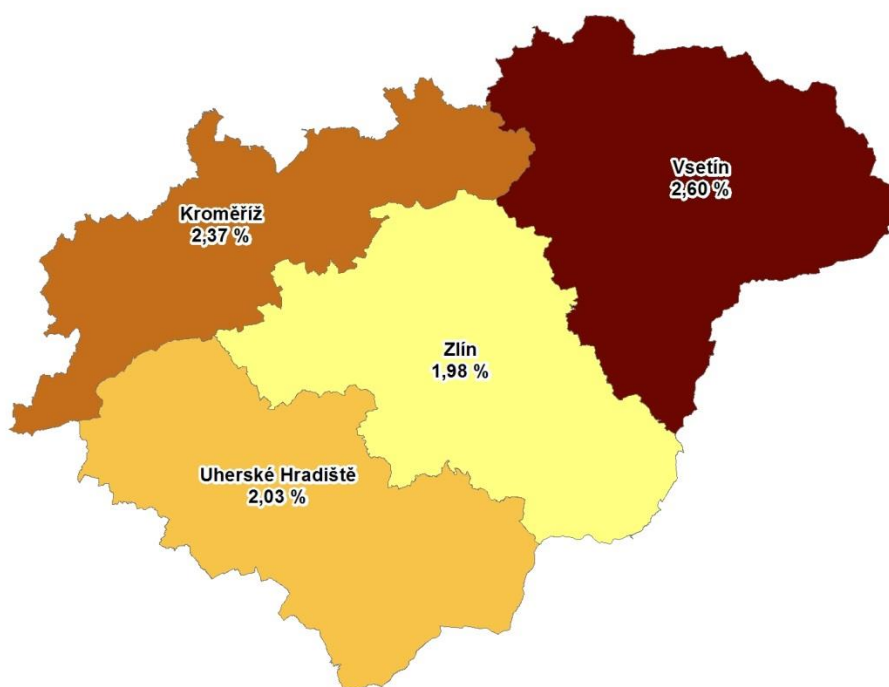 Vsetín
2,60 %
Kroměříž
2,37 %
Zlín
1,98 %
Uherské Hradiště
2,03 %